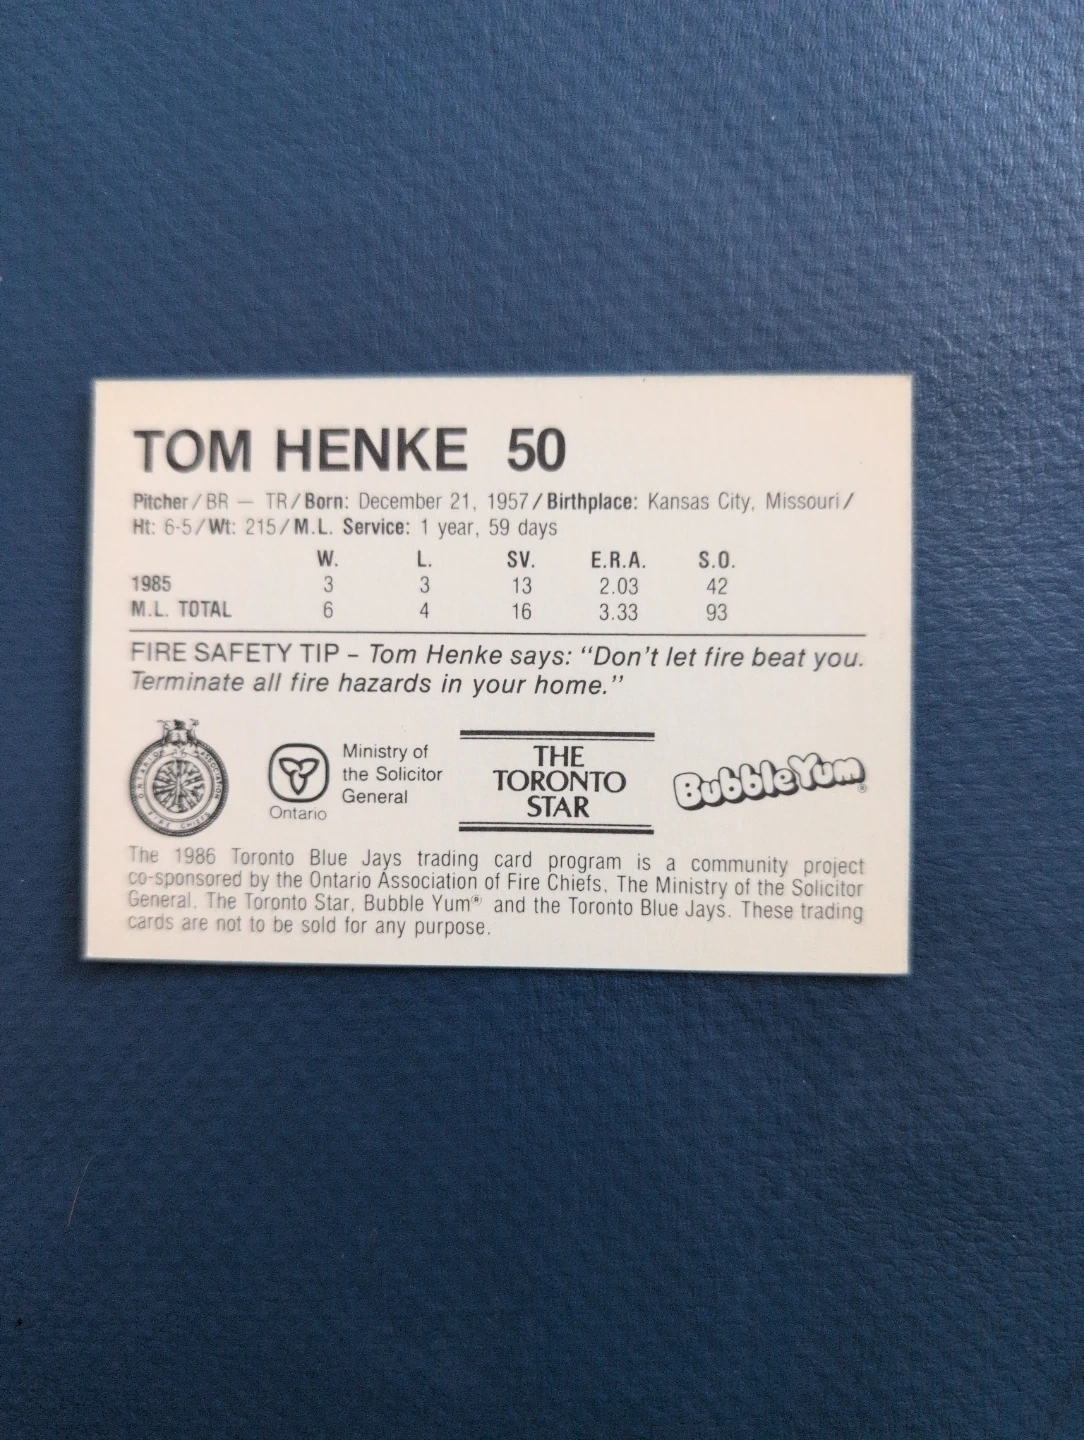 TOM HENKE 50
Pitcher/BR — TR/Born: December 21, 1957/Birthplace: Kansas City, Missouri/
Ht: 6-5/Wt: 215/M.L. Service: 1 year, 59 days
W. L. SV. E.R.A. S.O.
1985 3 3 13 2.03 42
M.L. TOTAL 6 4 16 3.33 93
FIRE SAFETY TIP – Tom Henke says: "Don't let fire beat you.
Terminate all fire hazards in your home."
ONTARIO ASSOCIATION
FIRE CHIEFS
Ontario
Ministry of
the Solicitor
General
THE
TORONTO
STAR
BubbleYum®
The 1986 Toronto Blue Jays trading card program is a community project
co-sponsored by the Ontario Association of Fire Chiefs, The Ministry of the Solicitor
General, The Toronto Star, Bubble Yum® and the Toronto Blue Jays. These trading
cards are not to be sold for any purpose.